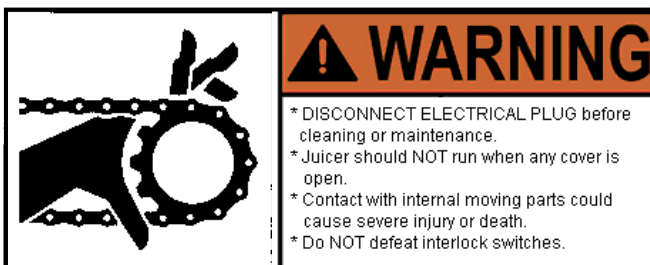 WARNING
* DISCONNECT ELECTRICAL PLUG before
cleaning or maintenance.
* Juicer should NOT run when any cover is
open.
* Contact with internal moving parts could
cause severe injury or death.
* Do NOT defeat interlock switches.